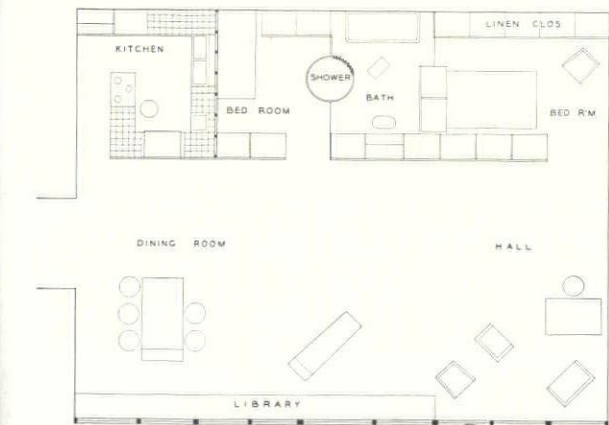 LINEN CLOS
KITCHEN
SHOWER
BATH
BED ROOM
BED R'M
DINING ROOM
HALL
LIBRARY